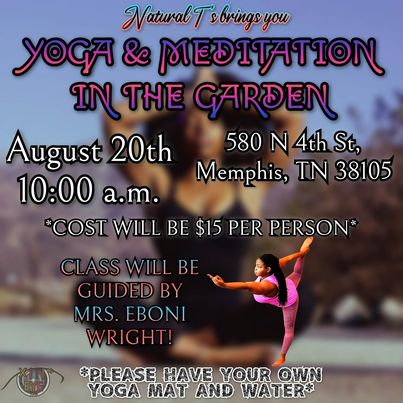 Natural T's brings you
YOGA & MEDITATION
IN THE GARDEN
August 20th
10:00 a.m.
580 N 4th St,
Memphis, TN 38105
*COST WILL BE $15 PER PERSON*
CLASS WILL BE
GUIDED BY
MRS. EBONI
WRIGHT!
*PLEASE HAVE YOUR OWN
YOGA MAT AND WATER*